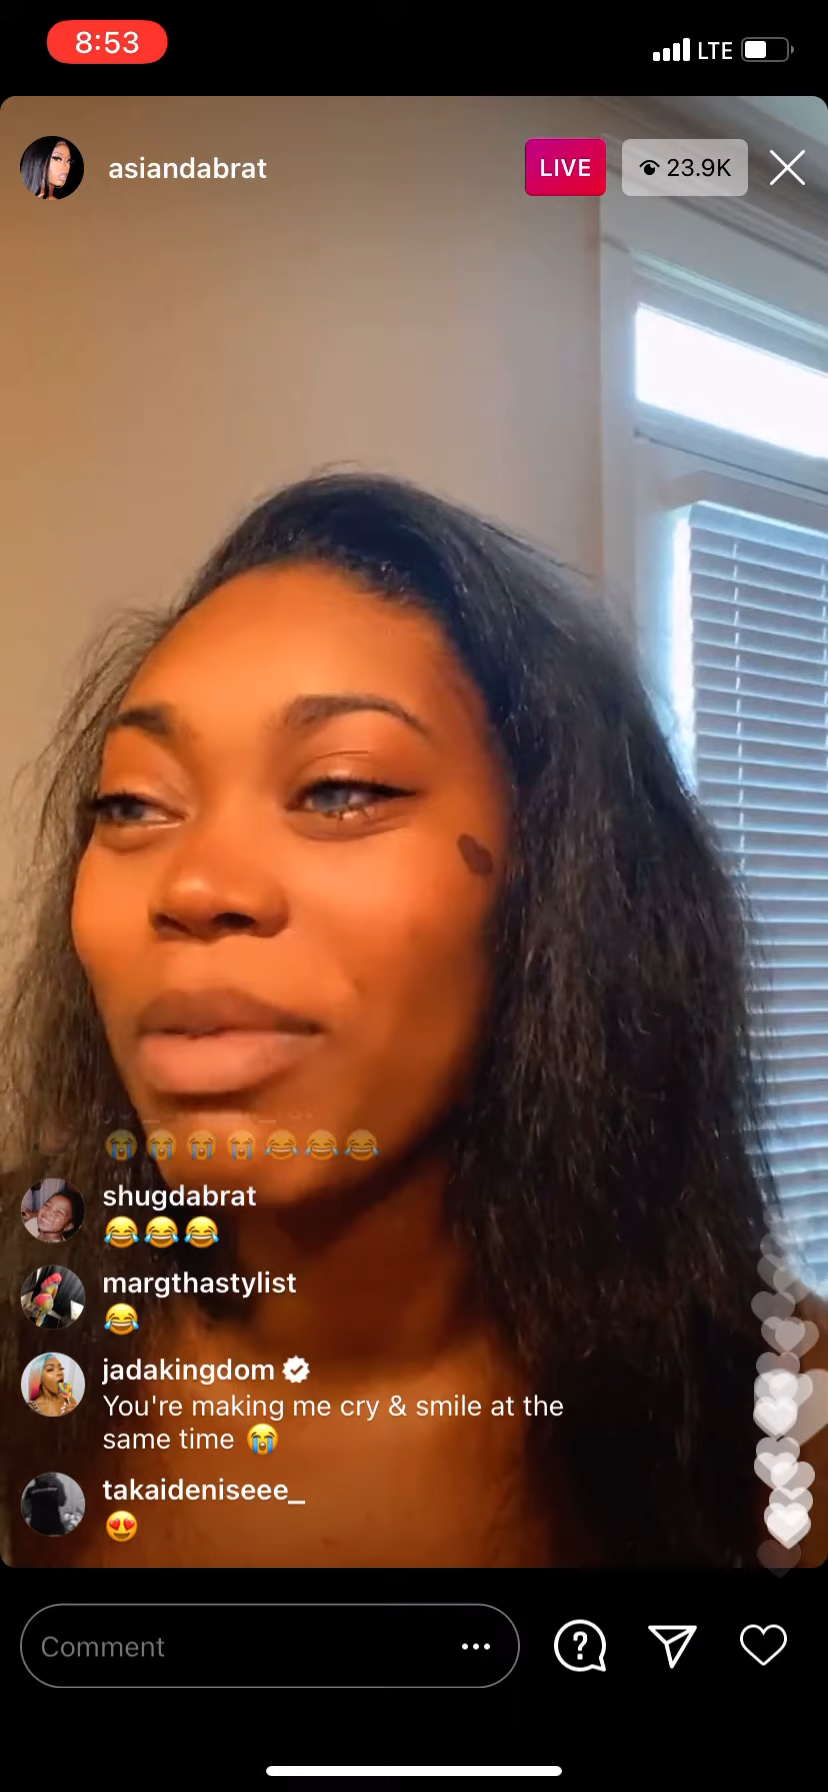 8:53
LTE
asiandabrat
LIVE
23.9K
😭😭😭😭😂😂😂
shugdabrat
😂😂😂
margthastylist
😂
jadakingdom
You're making me cry & smile at the
same time 😭
takaideniseee_
😍
Comment